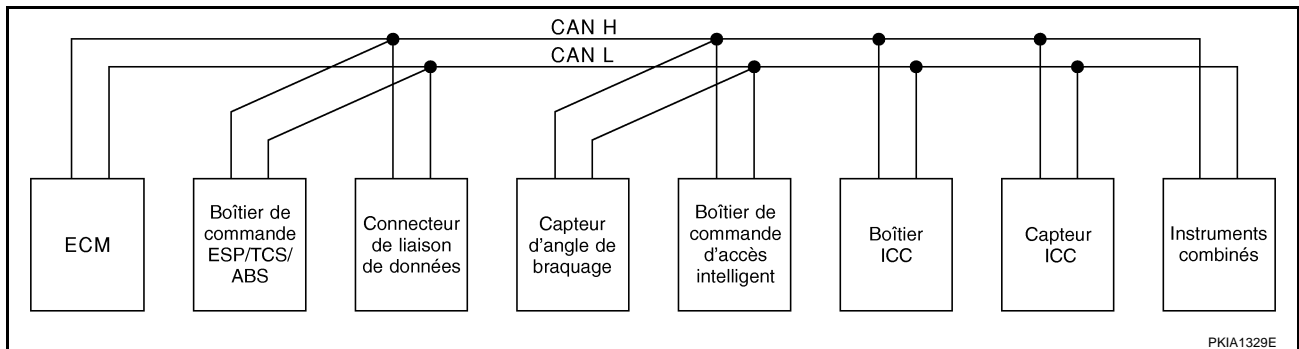 CAN H
CAN L
ECM
Boîtier de
commande
ESP/TCS/
ABS
Connecteur
de liaison
de données
Capteur
d'angle de
braquage
Boîtier de
commande
d'accès
intelligent
Boîtier
ICC
Capteur
ICC
Instruments
combinés
PKIA1329E